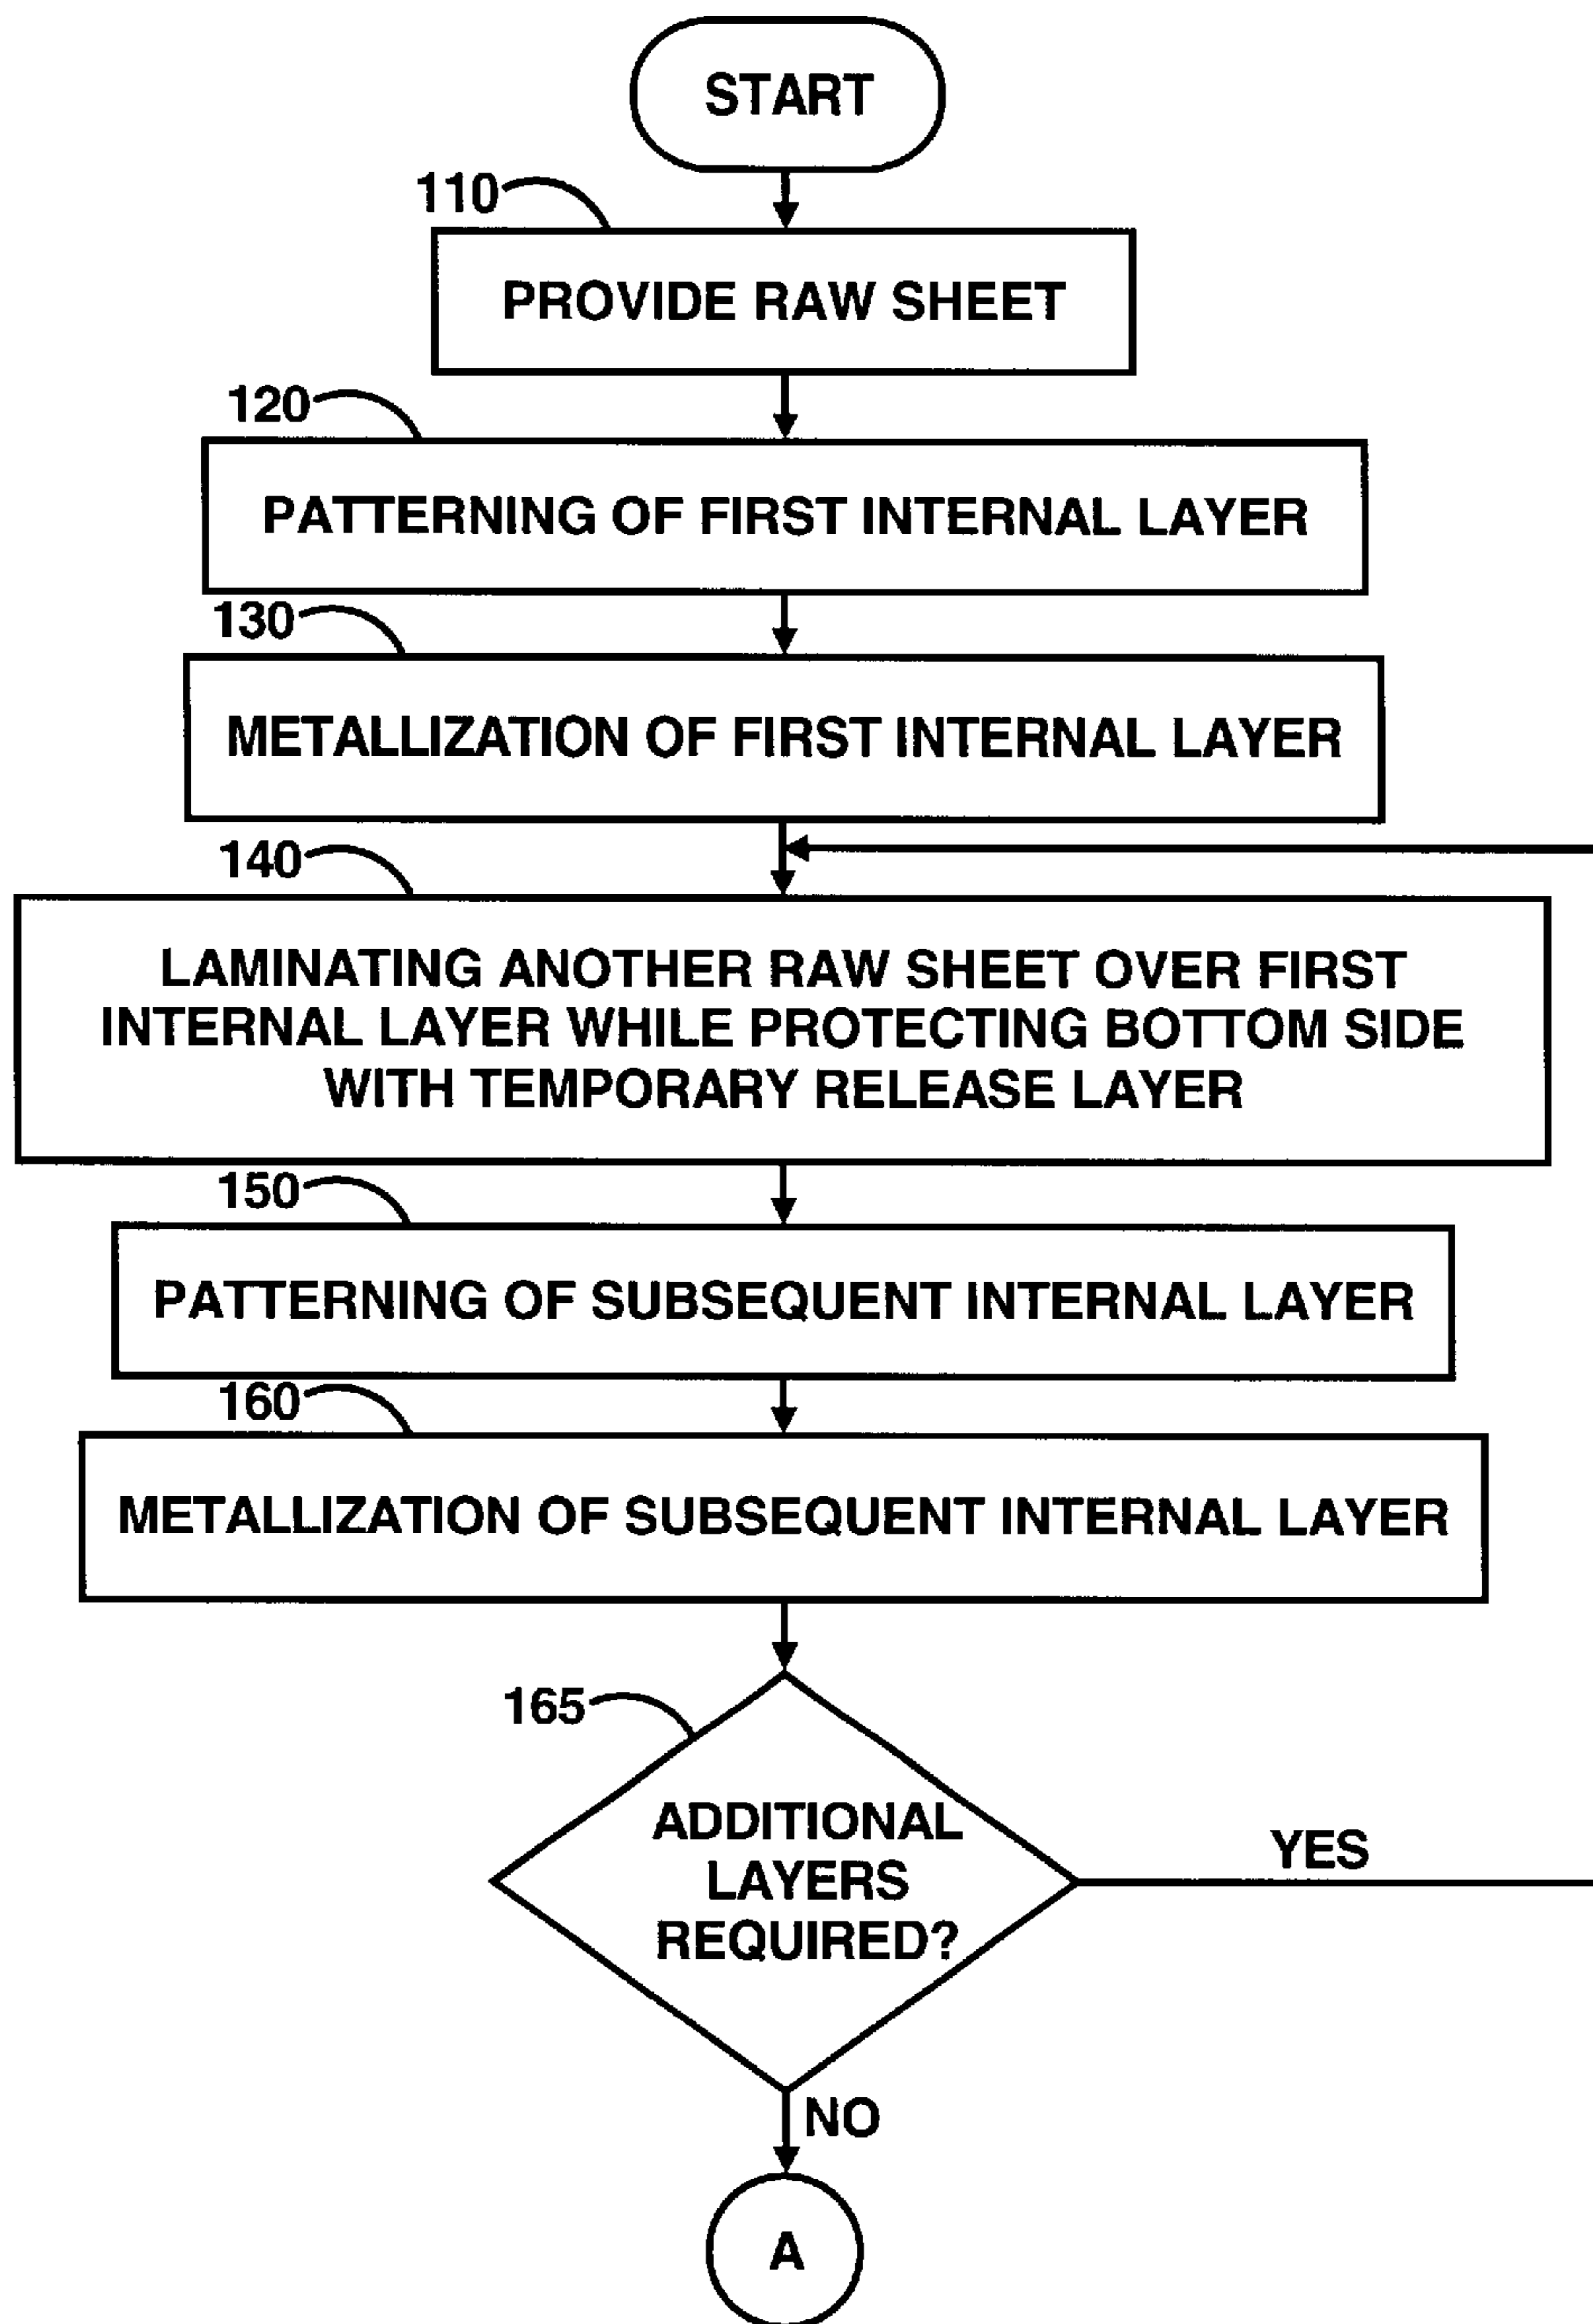 START
110
PROVIDE RAW SHEET
120
PATTERNING OF FIRST INTERNAL LAYER
130
METALLIZATION OF FIRST INTERNAL LAYER
140
LAMINATING ANOTHER RAW SHEET OVER FIRST
INTERNAL LAYER WHILE PROTECTING BOTTOM SIDE
WITH TEMPORARY RELEASE LAYER
150
PATTERNING OF SUBSEQUENT INTERNAL LAYER
160
METALLIZATION OF SUBSEQUENT INTERNAL LAYER
165
ADDITIONAL
LAYERS
REQUIRED?
YES
NO
A